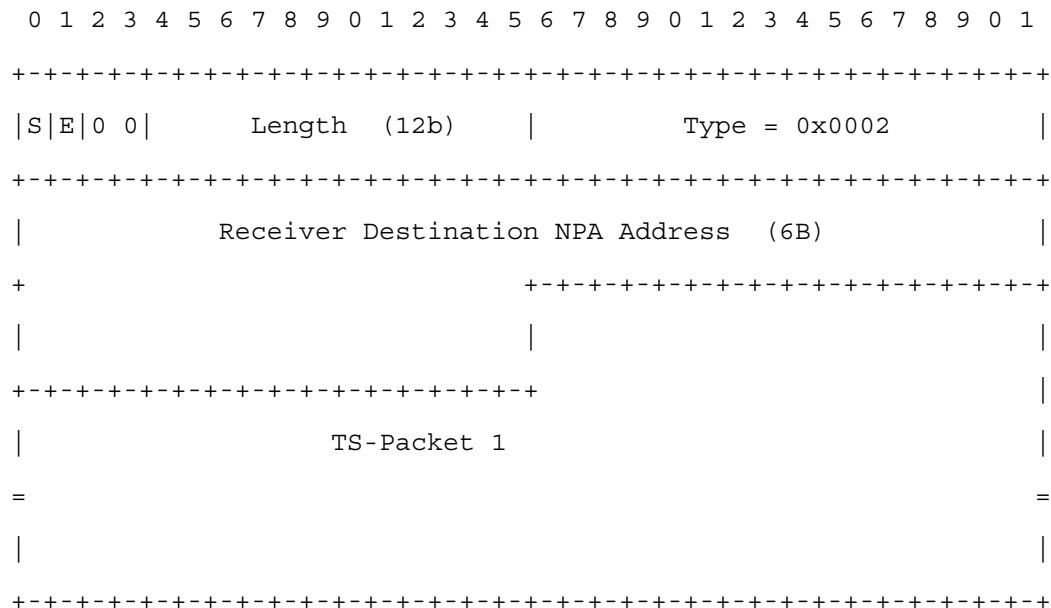 0 1 2 3 4 5 6 7 8 9 0 1 2 3 4 5 6 7 8 9 0 1 2 3 4 5 6 7 8 9 0 1
+-+-+-+-+-+-+-+-+-+-+-+-+-+-+-+-+-+-+-+-+-+-+-+-+-+-+-+-+-+-+-+-+
|S|E|0 0|      Length  (12b)    |         Type = 0x0002         |
+-+-+-+-+-+-+-+-+-+-+-+-+-+-+-+-+-+-+-+-+-+-+-+-+-+-+-+-+-+-+-+-+
|            Receiver Destination NPA Address  (6B)             |
+                               +-+-+-+-+-+-+-+-+-+-+-+-+-+-+-+-+
|                               |                               |
+-+-+-+-+-+-+-+-+-+-+-+-+-+-+-+-+                               |
|                   TS-Packet 1                                 |
=                                                               =
|                                                               |
+-+-+-+-+-+-+-+-+-+-+-+-+-+-+-+-+-+-+-+-+-+-+-+-+-+-+-+-+-+-+-+-+